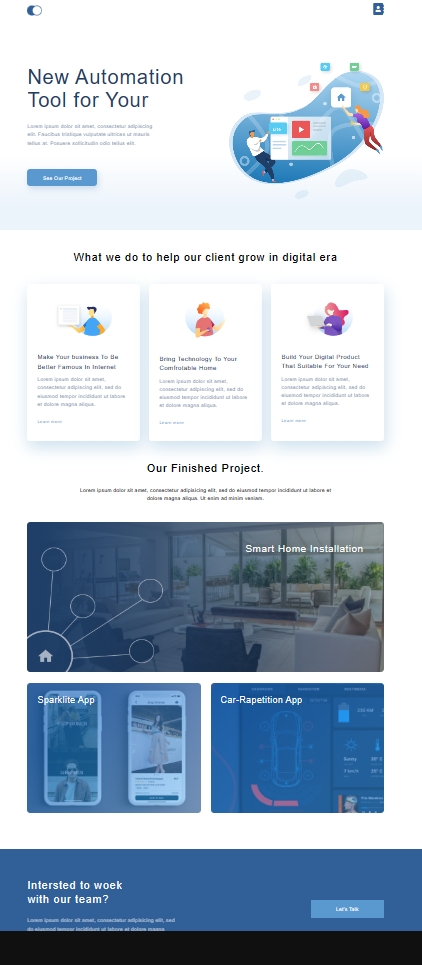 New Automation
Tool for Your
Lorem ipsum dolor sit amet, consectetur adipiscing
elit. Faucibus tristique vulputate ultrices ut mauris
tellus at. Posuere sollicitudin odio tellus elit.
See Our Project
What we do to help our client grow in digital era
Make Your business To Be
Better Famous In Internet
Lorem ipsum dolor sit amet,
consectetur adipiscing elit, sed do
eiusmod tempor incididunt ut labore
et dolore magna aliqua.
Learn more
Bring Technology To Your
Comfrotable Home
Lorem ipsum dolor sit amet,
consectetur adipiscing elit, sed do
eiusmod tempor incididunt ut labore
et dolore magna aliqua.
Learn more
Build Your Digital Product
That Suitable For Your Need
Lorem ipsum dolor sit amet,
consectetur adipiscing elit, sed do
eiusmod tempor incididunt ut labore
et dolore magna aliqua.
Learn more
Our Finished Project.
Lorem ipsum dolor sit amet, consectetur adipisicing elit, sed do eiusmod tempor incididunt ut labore et
dolore magna aliqua. Ut enim ad minim veniam.
Smart Home Installation
Sparklite App
Car-Rapetition App
Sunny
Intersted to woek
with our team?
Lorem ipsum dolor sit amet, consectetur adipiscing elit, sed
do eiusmod tempor incididunt ut labore et dolore magna
Let's Talk